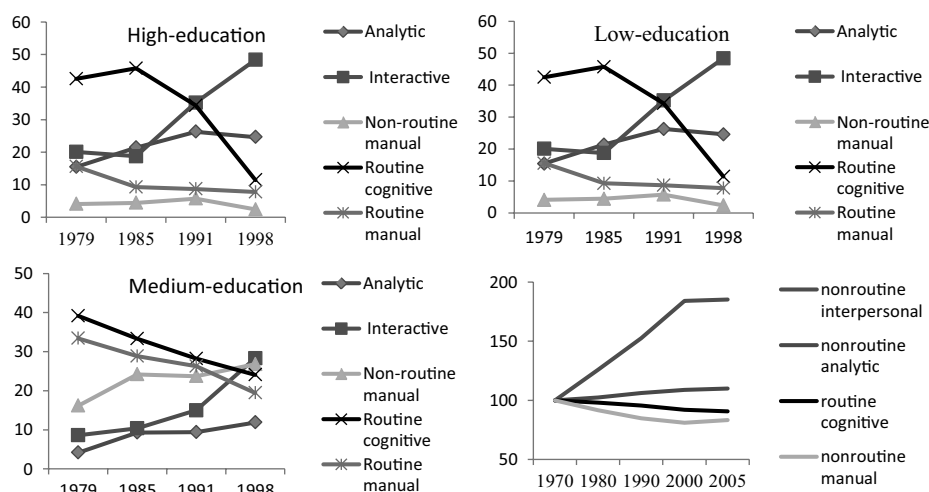 High-education
60
50
40
30
20
10
0
1979 1985 1991 1998
Analytic
Interactive
Non-routine
manual
Routine
cognitive
Routine
manual
Low-education
60
50
40
30
20
10
0
1979 1985 1991 1998
Analytic
Interactive
Non-routine
manual
Routine
cognitive
Routine
manual
Medium-education
50
40
30
20
10
0
1979 1985 1991 1998
Analytic
Interactive
Non-routine
manual
Routine
cognitive
Routine
manual
200
150
100
50
1970 1980 1990 2000 2005
nonroutine
interpersonal
nonroutine
analytic
routine
cognitive
nonroutine
manual